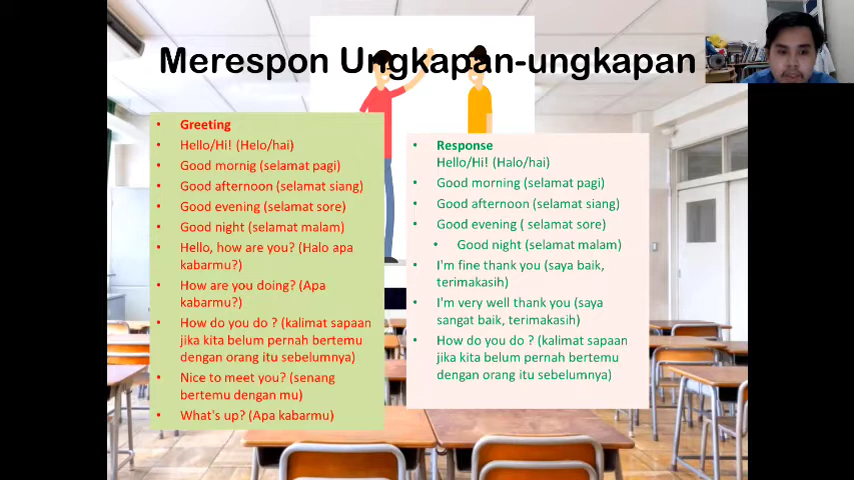 Merespon Ungkapan-ungkapan
Greeting
Hello/Hi! (Helo/hai)
Good mornig (selamat pagi)
Good afternoon (selamat siang)
Good evening (selamat sore)
Good night (selamat malam)
Hello, how are you? (Halo apa
kabarmu?)
How are you doing? (Apa
kabarmu?)
How do you do ? (kalimat sapaan
jika kita belum pernah bertemu
dengan orang itu sebelumnya)
Nice to meet you? (senang
bertemu dengan mu)
What's up? (Apa kabarmu)
Response
Hello/Hi! (Halo/hai)
Good morning (selamat pagi)
Good afternoon (selamat siang)
Good evening ( selamat sore)
Good night (selamat malam)
I'm fine thank you (saya baik,
terimakasih)
I'm very well thank you (saya
sangat baik, terimakasih)
How do you do ? (kalimat sapaan
jika kita belum pernah bertemu
dengan orang itu sebelumnya)